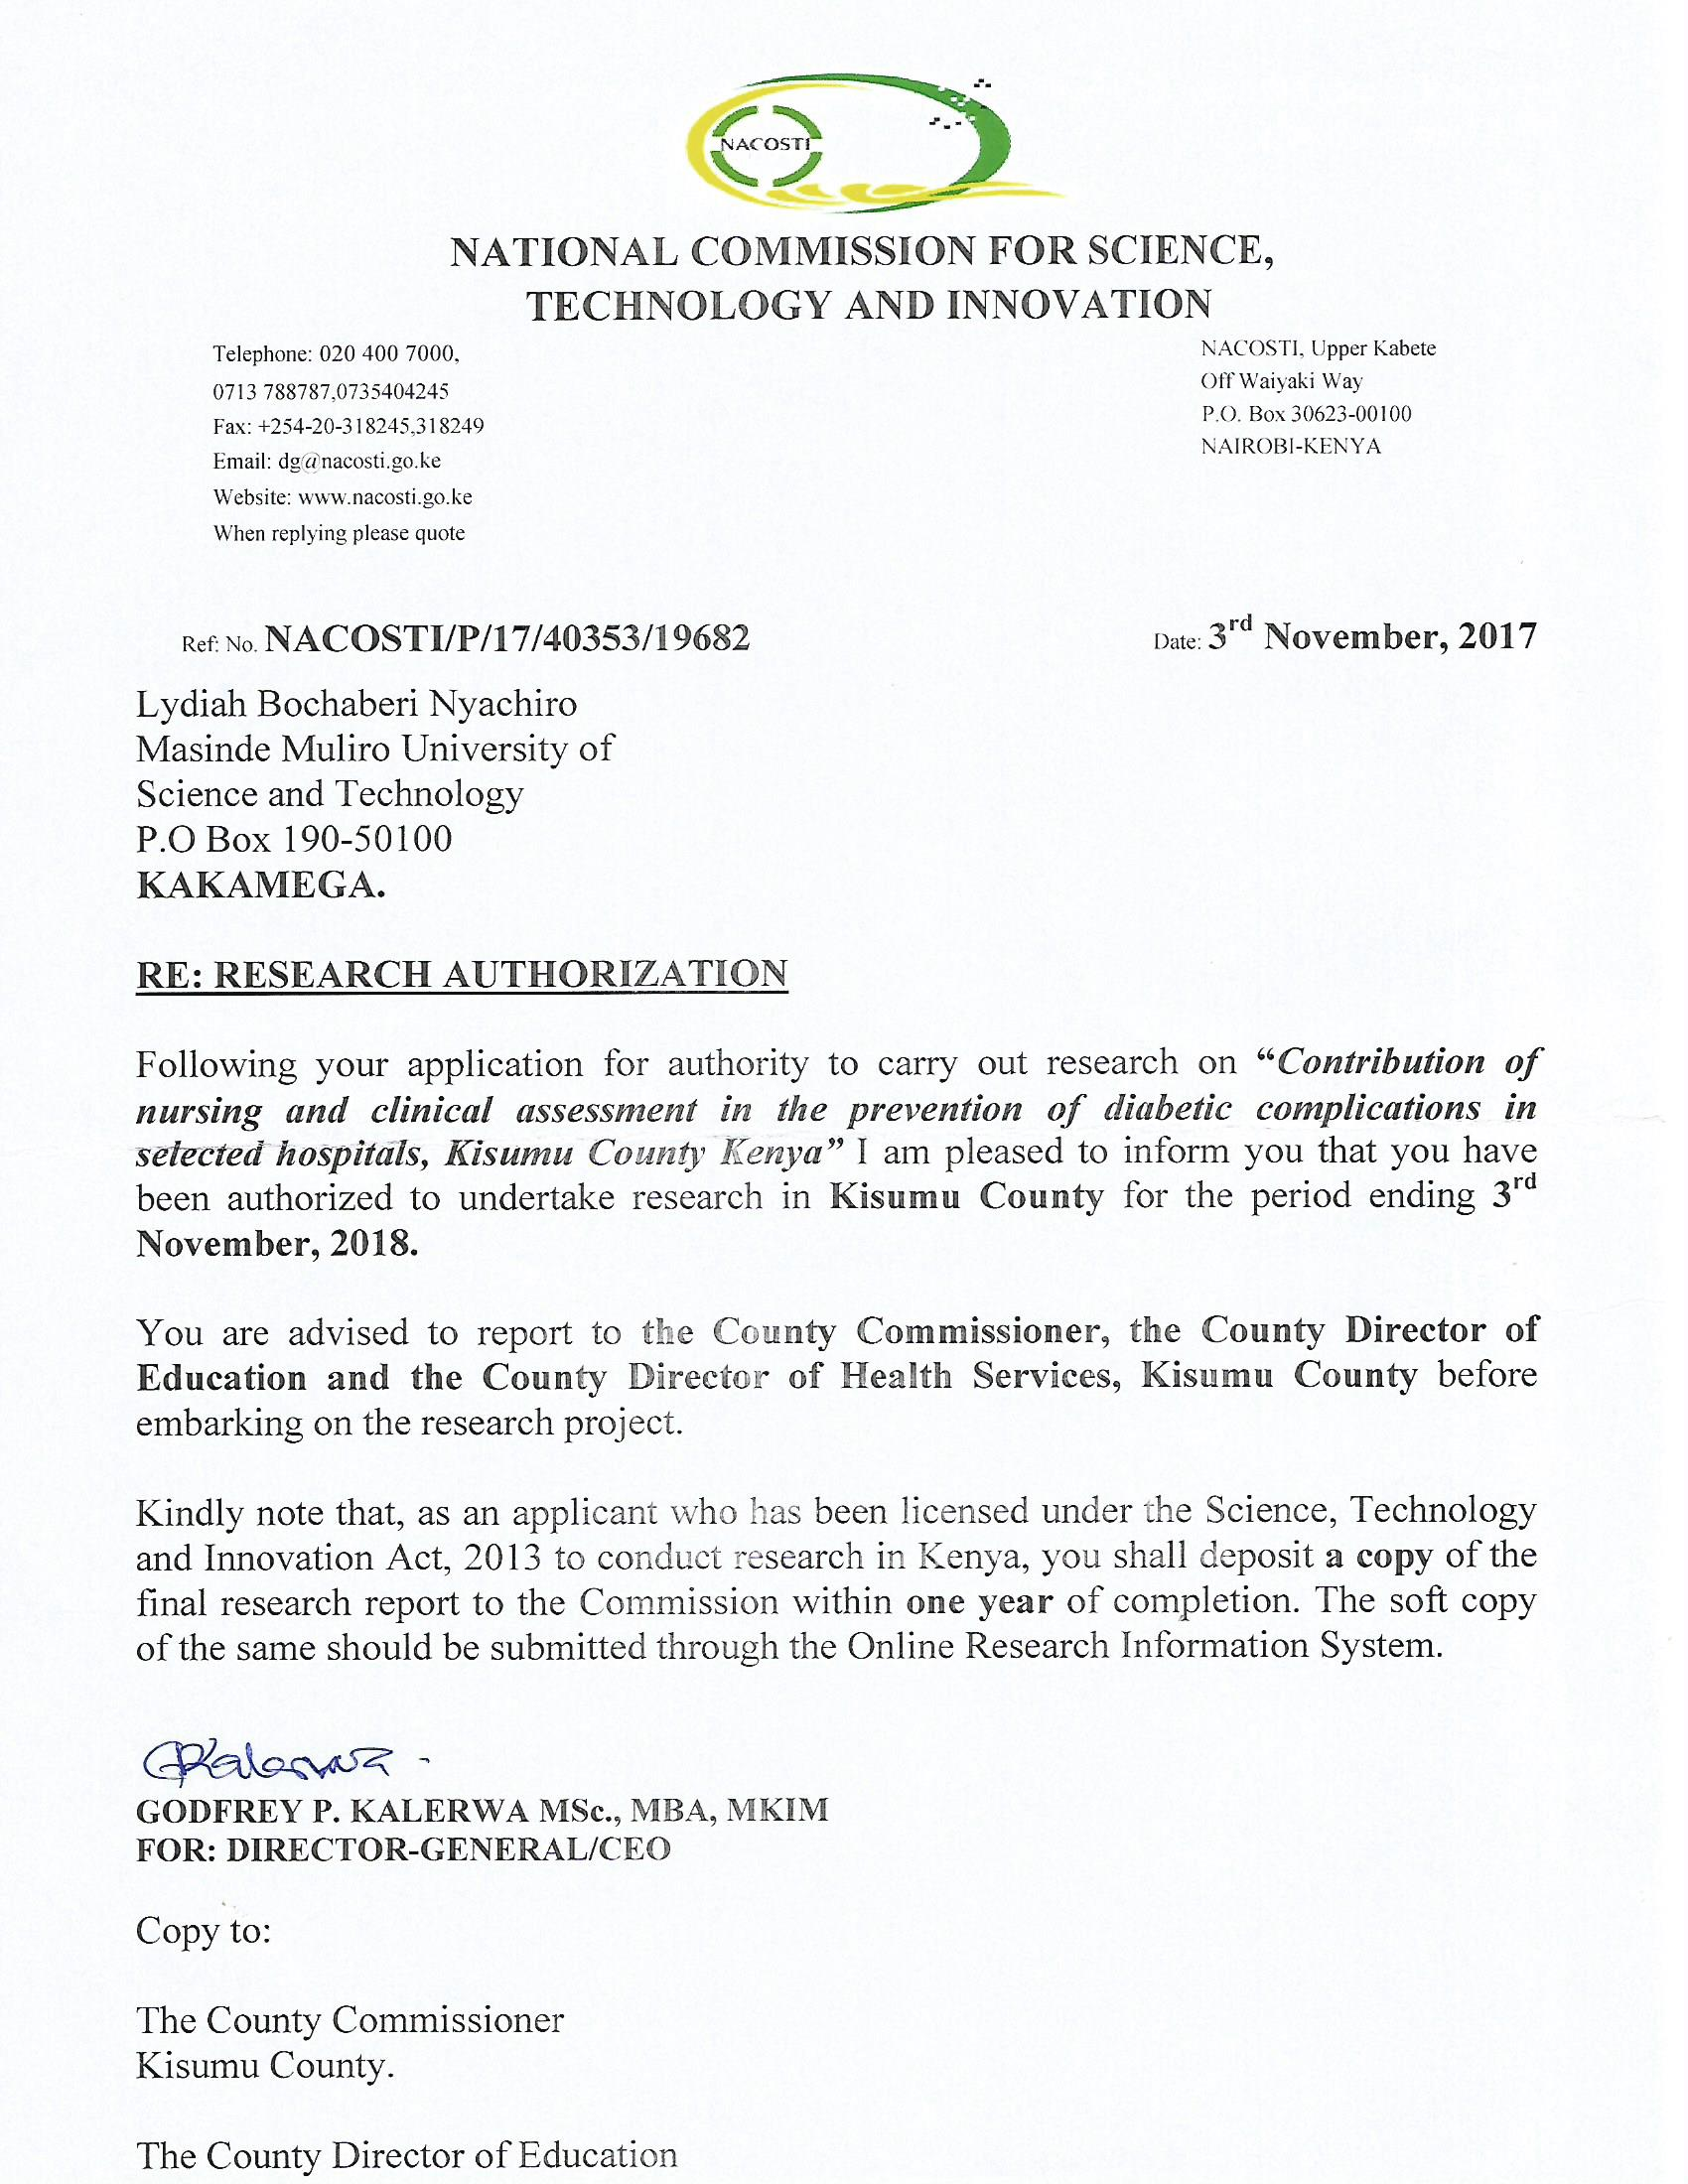 NACOSTI
NATIONAL COMMISSION FOR SCIENCE,
TECHNOLOGY AND INNOVATION
Telephone: 020 400 7000,
0713 788787,0735404245
Fax: +254-20-318245,318249
Email: dg@nacosti.go.ke
Website: www.nacosti.go.ke
When replying please quote
NACOSTI, Upper Kabete
Off Waiyaki Way
P.O. Box 30623-00100
NAIROBI-KENYA
Ref: No. NACOSTI/P/17/40353/19682
Date: 3rd November, 2017
Lydiah Bochaberi Nyachiro
Masinde Muliro University of
Science and Technology
P.O Box 190-50100
KAKAMEGA.
RE: RESEARCH AUTHORIZATION
Following your application for authority to carry out research on “Contribution of
nursing and clinical assessment in the prevention of diabetic complications in
selected hospitals, Kisumu County Kenya” I am pleased to inform you that you have
been authorized to undertake research in Kisumu County for the period ending 3rd
November, 2018.
You are advised to report to the County Commissioner, the County Director of
Education and the County Director of Health Services, Kisumu County before
embarking on the research project.
Kindly note that, as an applicant who has been licensed under the Science, Technology
and Innovation Act, 2013 to conduct research in Kenya, you shall deposit a copy of the
final research report to the Commission within one year of completion. The soft copy
of the same should be submitted through the Online Research Information System.
GPKalerwa
GODFREY P. KALERWA MSc., MBA, MKIM
FOR: DIRECTOR-GENERAL/CEO
Copy to:
The County Commissioner
Kisumu County.
The County Director of Education